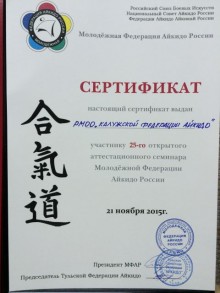 Российский Союз Боевых Искусств
Национальный Совет Айкидо России
Федерация Айкидо Айкикай России
Молодёжная Федерация Айкидо России
СЕРТИФИКАТ
настоящий сертификат выдан
РМОО „Калужской федерации айкидо“
участнику 25-го открытого
аттестационного семинара
Молодёжной Федерации
Айкидо России
合氣道
21 ноября 2015г.
Президент МФАР
Председатель Тульской Федерации Айкидо